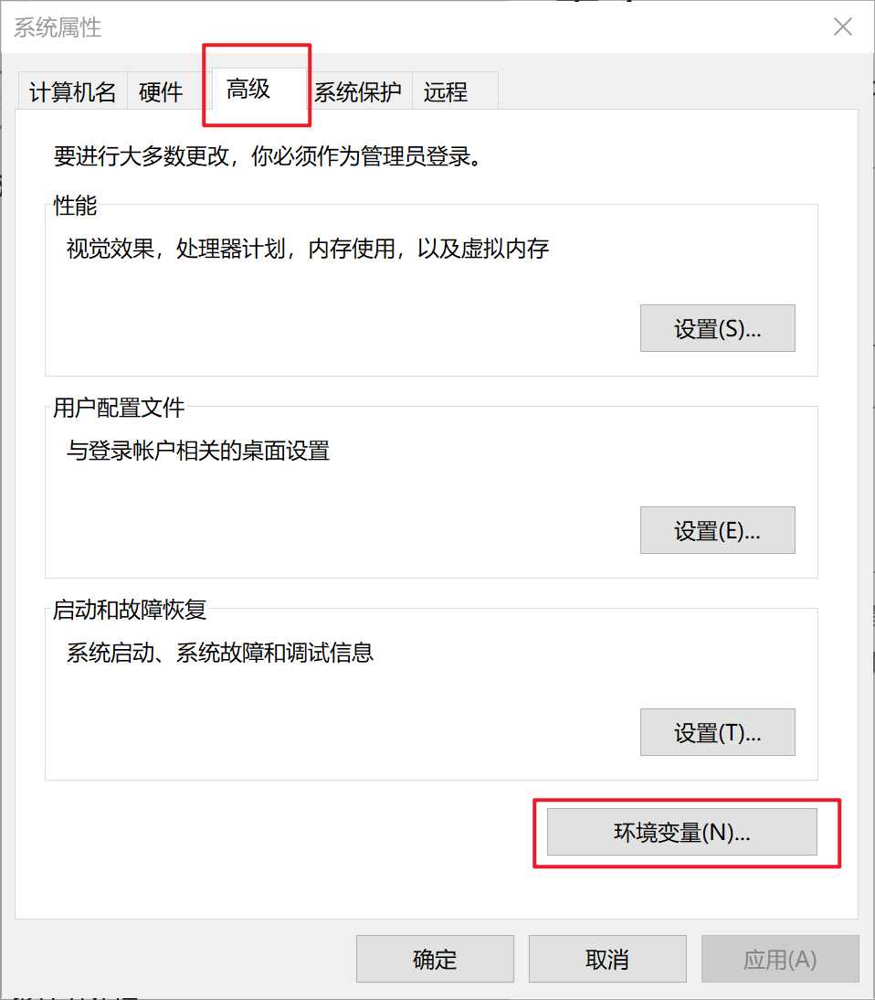 系统属性
计算机名 硬件 高级 系统保护 远程
要进行大多数更改，你必须作为管理员登录。
性能
视觉效果，处理器计划，内存使用，以及虚拟内存
设置(S)...
用户配置文件
与登录帐户相关的桌面设置
设置(E)...
启动和故障恢复
系统启动、系统故障和调试信息
设置(T)...
环境变量(N)...
确定 取消 应用(A)